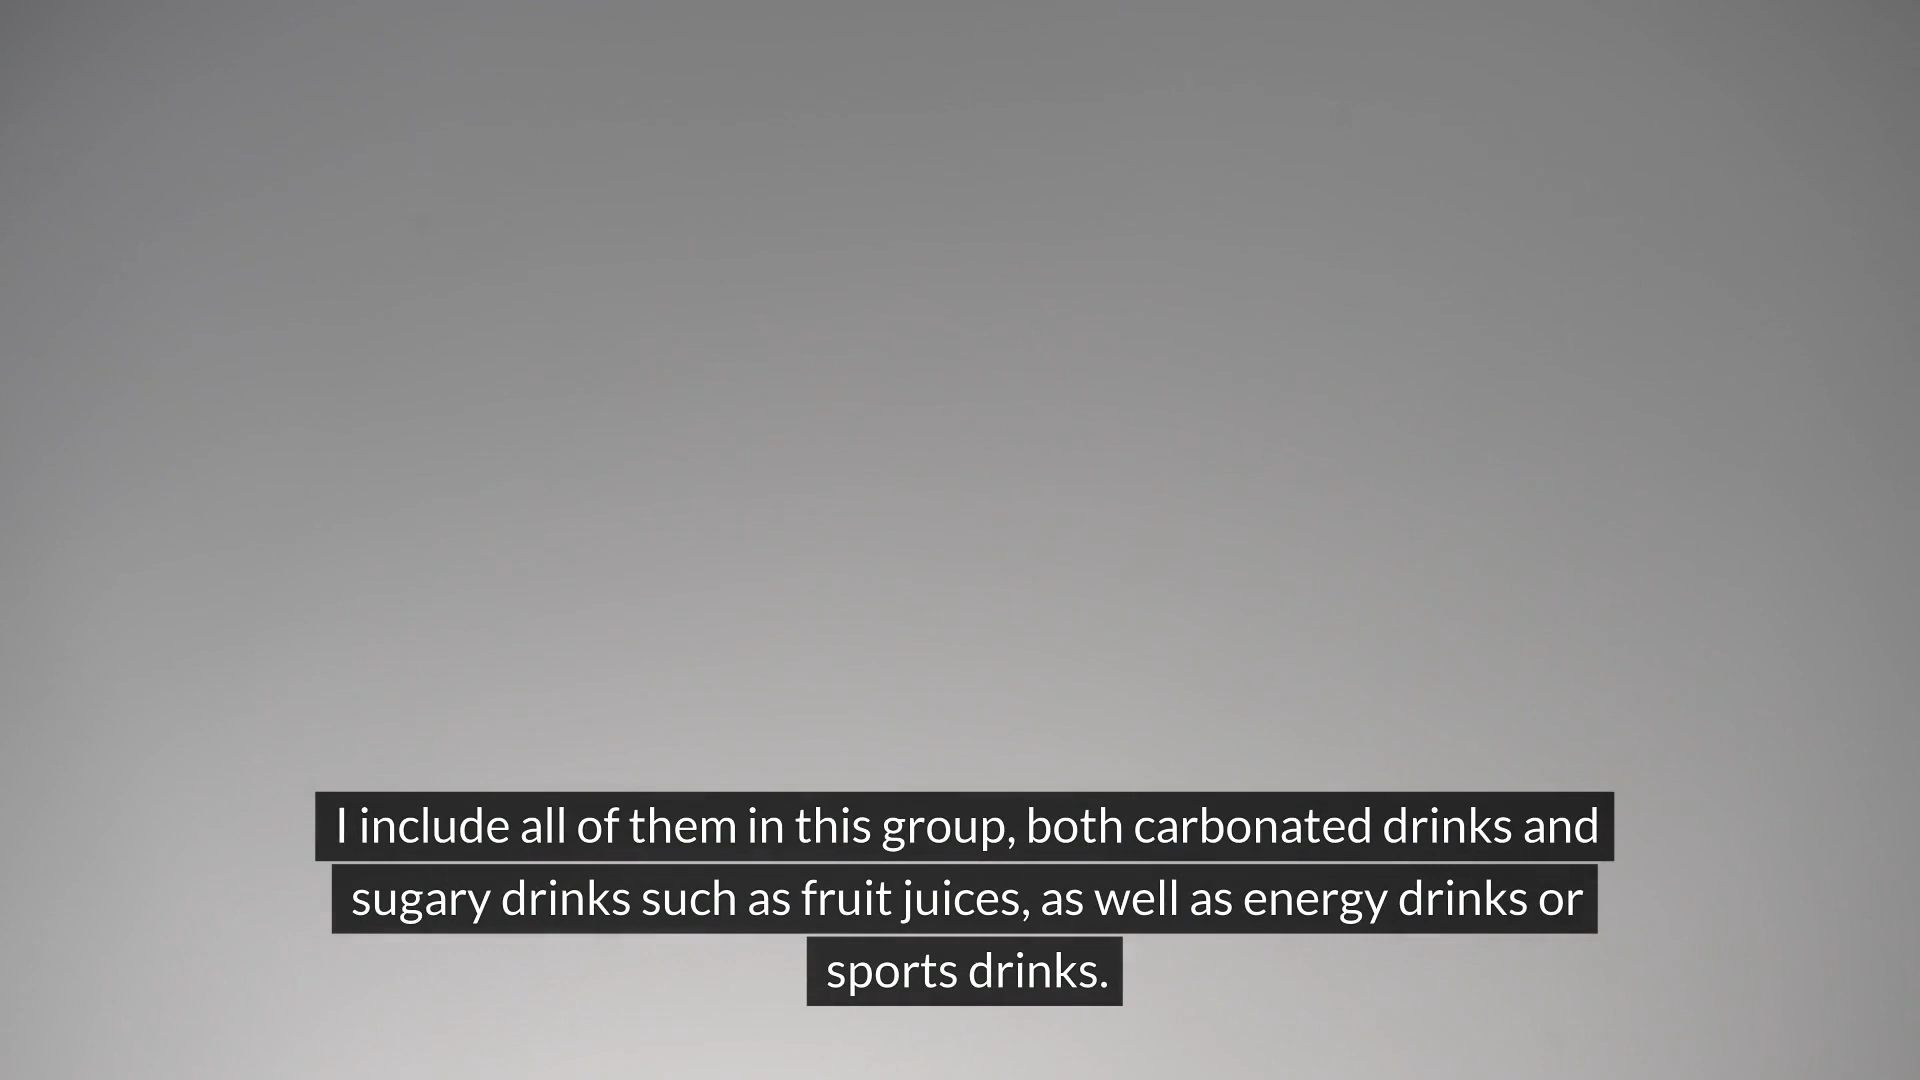 I include all of them in this group, both carbonated drinks and
sugary drinks such as fruit juices, as well as energy drinks or
sports drinks.